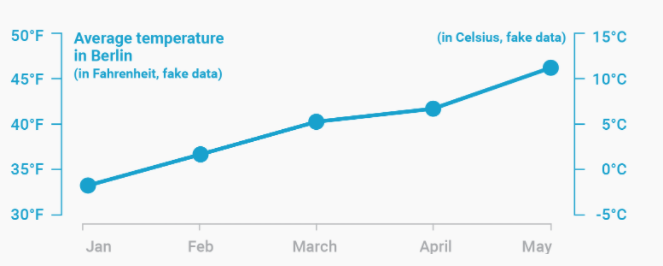 50°F
45°F
40°F
35°F
30°F
Average temperature
in Berlin
(in Fahrenheit, fake data)
(in Celsius, fake data)
15°C
10°C
5°C
0°C
-5°C
Jan
Feb
March
April
May